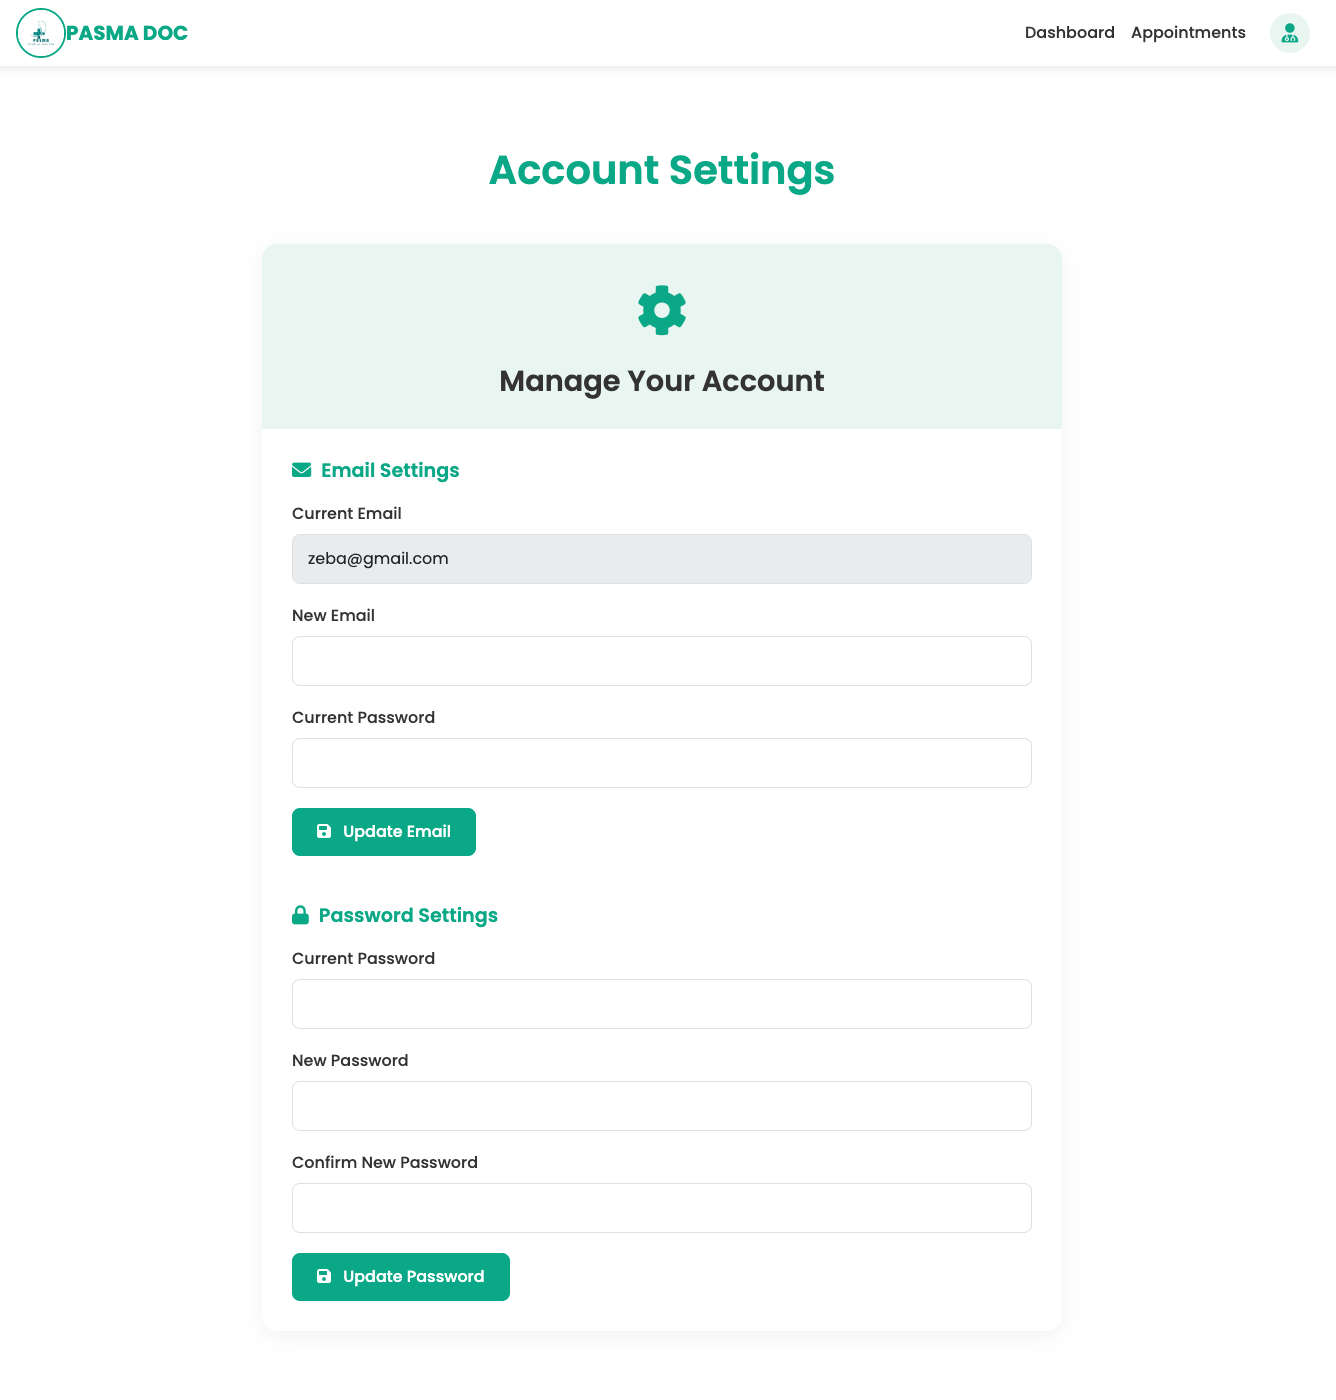 PASMA DOC
Dashboard Appointments
Account Settings
Manage Your Account
Email Settings
Current Email
zeba@gmail.com
New Email
Current Password
Update Email
Password Settings
Current Password
New Password
Confirm New Password
Update Password